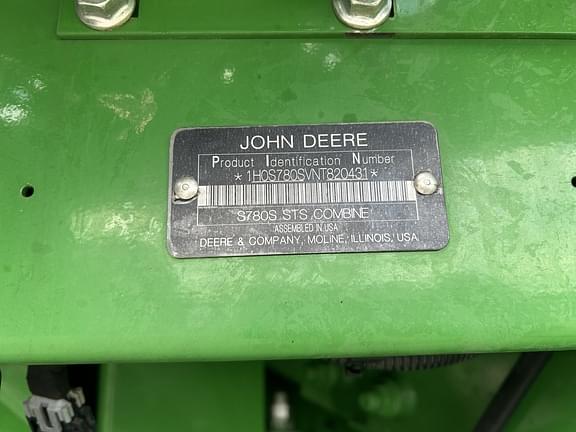 JOHN DEERE
Product Identification Number
*1H0S780SVNT820431*
S780S STS COMBINE
ASSEMBLED IN USA
DEERE & COMPANY, MOLINE, ILLINOIS, USA